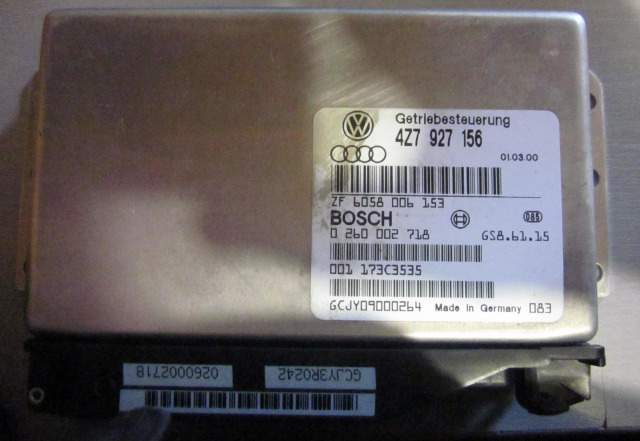 Getriebesteuerung
4Z7 927 156
01.03.00
ZF 6058 006 153
BOSCH
0 260 002 718 GS8.61.15
001 173C3535
GCJY09000264 Made in Germany 083
GCJY3R0242 0260002718